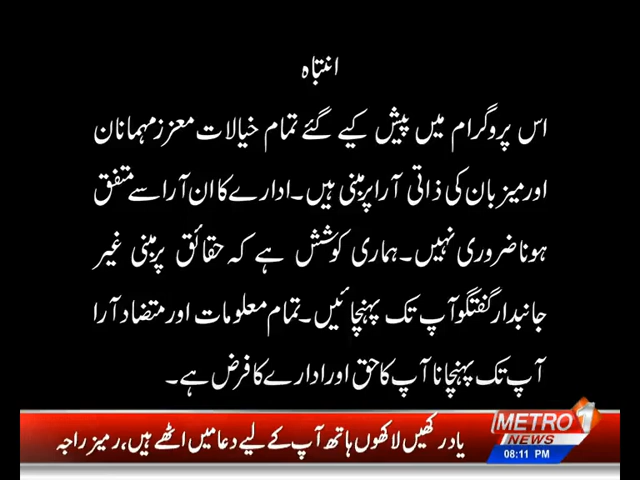 انتباہ
اس پروگرام میں پیش کیے گئے تمام خیالات معزز مہمانان
اور میزبان کی ذاتی آرا پر مبنی ہیں۔ ادارے کا ان آرا سے متفق
ہونا ضروری نہیں۔ ہماری کوشش ہے کہ حقائق پر مبنی غیر
جانبدار گفتگو آپ تک پہنچائیں۔ تمام معلومات اور متضاد آرا
آپ تک پہنچانا آپ کا حق اور ادارے کا فرض ہے۔
یاد رکھیں لاکھوں ہاتھ آپ کے لیے دعا میں اٹھے ہیں، رمیز راجہ
METRO 1
NEWS
08:11 PM